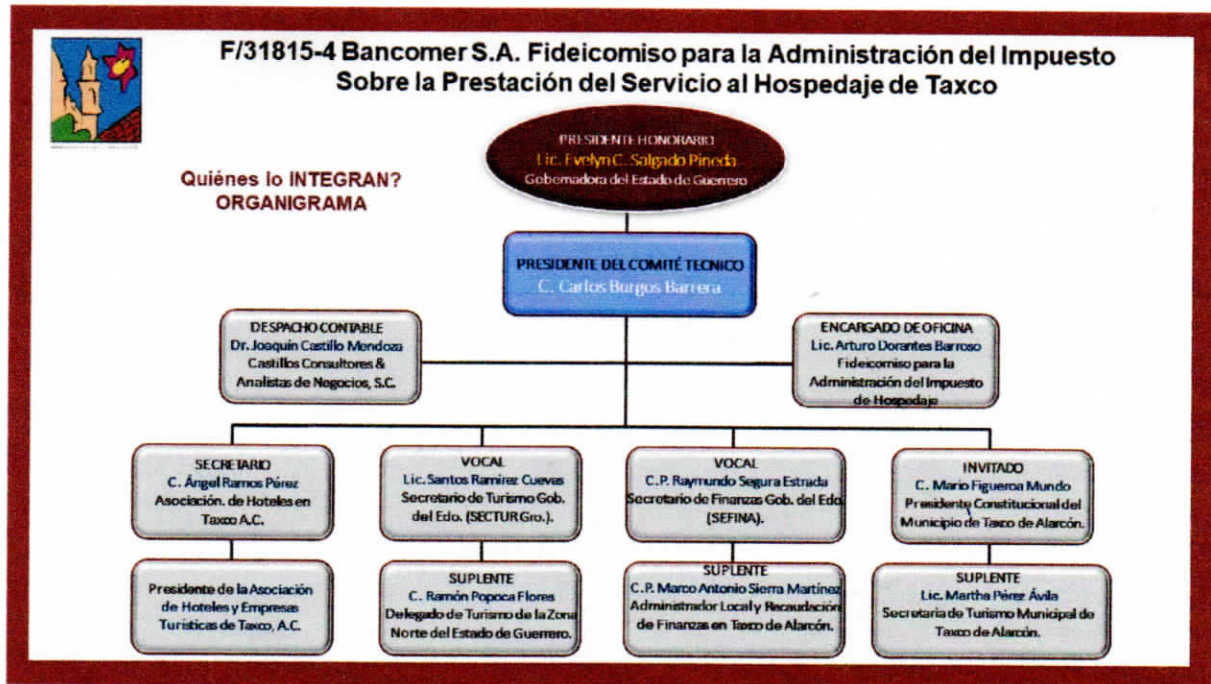 F/31815-4 Bancomer S.A. Fideicomiso para la Administración del Impuesto
Sobre la Prestación del Servicio al Hospedaje de Taxco
PRESIDENTE HONORARIO
Lic. Evelyn C. Salgado Pineda
Gobernadora del Estado de Guerrero
Quiénes lo INTEGRAN?
ORGANIGRAMA
PRESIDENTE DEL COMITÉ TECNICO
C. Carlos Burgos Barrera
DESPACHO CONTABLE
Dr. Joaquín Castillo Mendoza
Castillos Consultores &
Analistas de Negocios, S.C.
ENCARGADO DE OFICINA
Lic. Arturo Dorantes Barroso
Fideicomiso para la
Administración del Impuesto
de Hospedaje
SECRETARIO
C. Ángel Ramos Pérez
Asociación. de Hoteles en
Taxco A.C.
VOCAL
Lic. Santos Ramirez Cuevas
Secretario de Turismo Gob.
del Edo. (SECTUR Gro.).
VOCAL
C.P. Raymundo Segura Estrada
Secretario de Finanzas Gob. del Edo
(SEFINA).
INVITADO
C. Mario Figueroa Mundo
Presidente Constitucional del
Municipio de Taxco de Alarcón.
Presidente de la Asociación
de Hoteles y Empresas
Turísticas de Taxco, A.C.
SUPLENTE
C. Ramón Popoca Flores
Delegado de Turismo de la Zona
Norte del Estado de Guerrero.
SUPLENTE
C.P. Marco Antonio Sierra Martínez
Administrador Local y Recaudación
de Finanzas en Taxco de Alarcón.
SUPLENTE
Lic. Martha Pérez Ávila
Secretaria de Turismo Municipal de
Taxco de Alarcón.